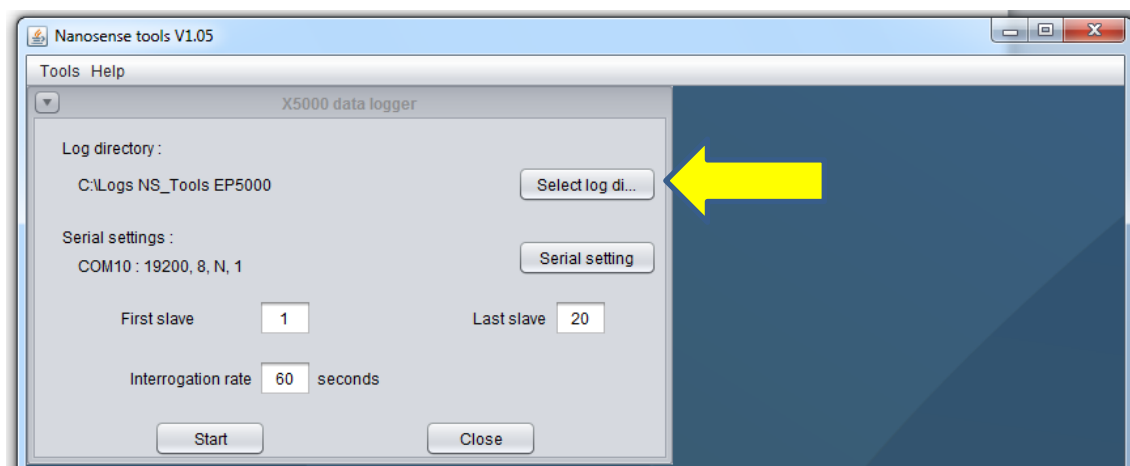 Nanosense tools V1.05
Tools Help
X5000 data logger
Log directory :
C:\Logs NS_Tools EP5000
Select log di...
Serial settings :
COM10 : 19200, 8, N, 1
Serial setting
First slave 1 Last slave 20
Interrogation rate 60 seconds
Start Close